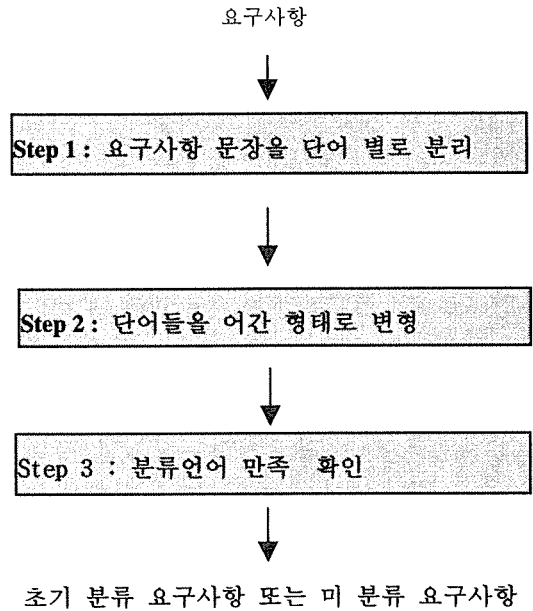 요구사항
Step 1 : 요구사항 문장을 단어 별로 분리
Step 2 : 단어들을 어간 형태로 변형
Step 3 : 분류언어 만족 확인
초기 분류 요구사항 또는 미 분류 요구사항